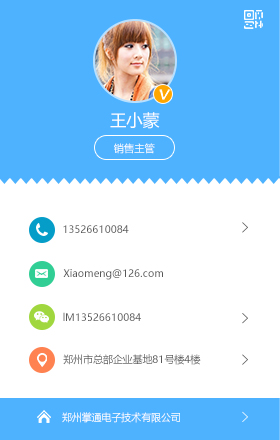 王小蒙
销售主管
13526610084
Xiaomeng@126.com
IM13526610084
郑州市总部企业基地81号楼4楼
郑州掌通电子技术有限公司